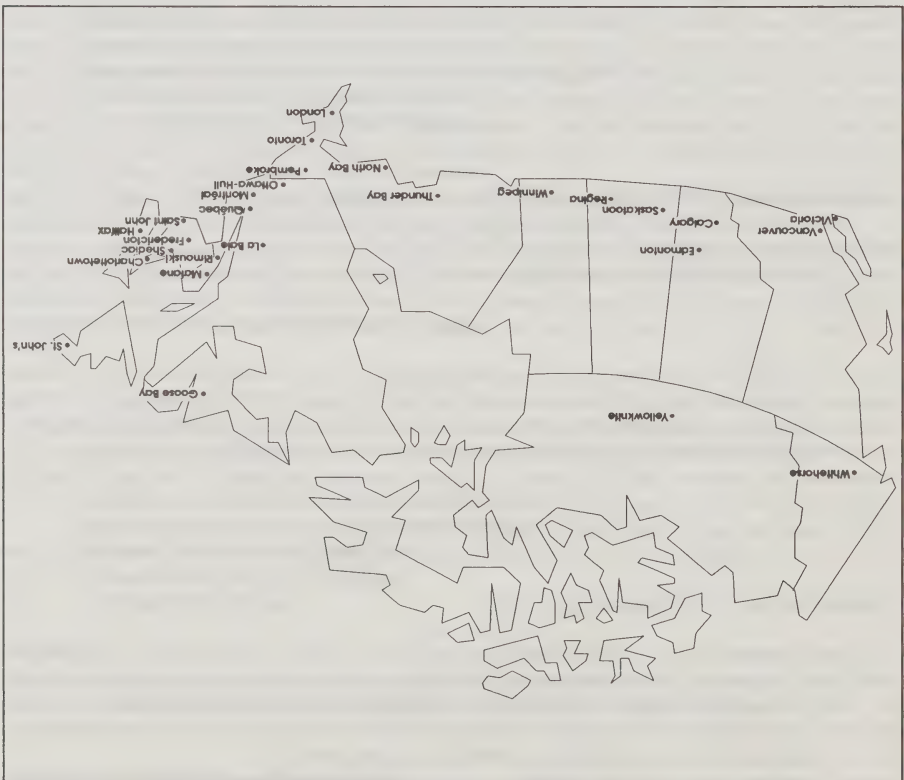 Whitehorse
Yellowknife
Goose Bay
St. John's
Matane
Charlottetown
Rimouski
Shediac
Edmonton
La Baie
Fredericton
Vancouver
Halifax
Calgary
Saint John
Victoria
Saskatoon
Québec
Regina
Thunder Bay
Montréal
Winnipeg
Ottawa-Hull
Pembroke
North Bay
Toronto
London